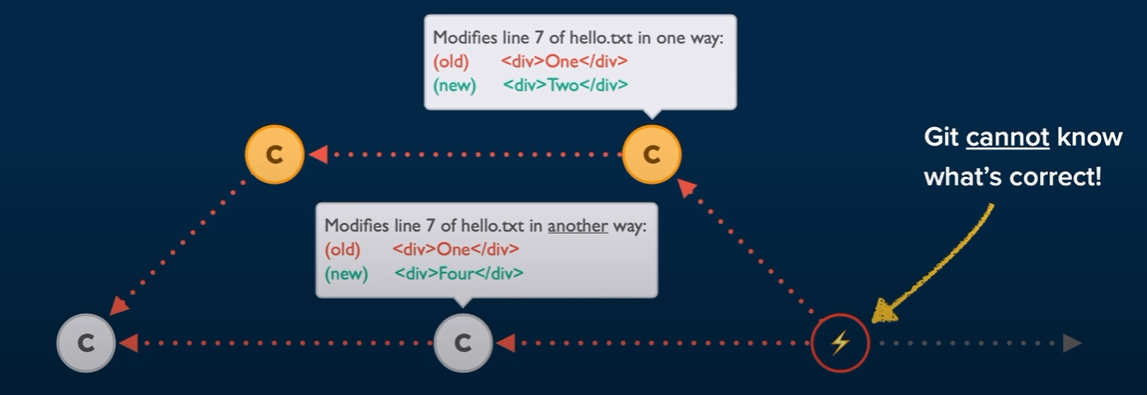 Modifies line 7 of hello.txt in one way:
(old) <div>One</div>
(new) <div>Two</div>
C
C
Git cannot know
what's correct!
Modifies line 7 of hello.txt in another way:
(old) <div>One</div>
(new) <div>Four</div>
C
C